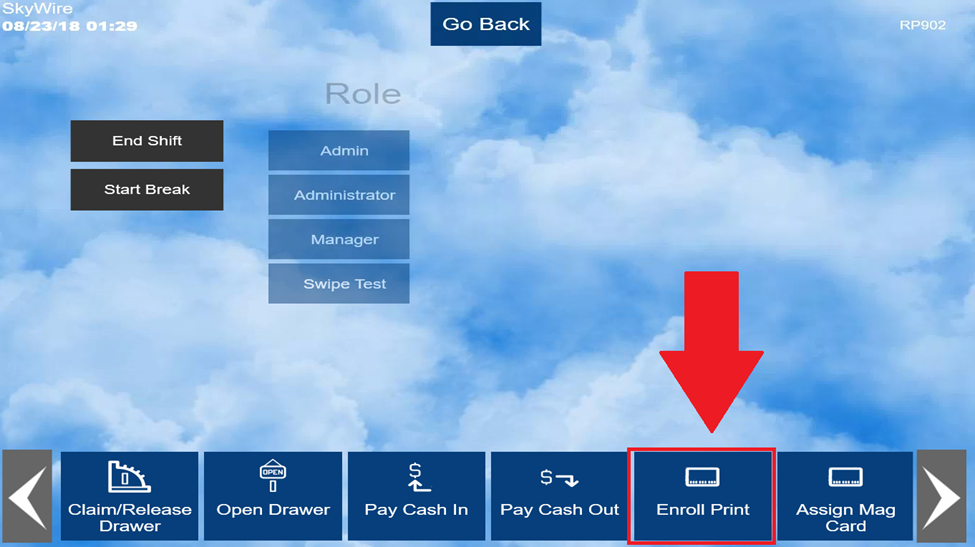 SkyWire
08/23/18 01:29
Go Back
RP902
Role
End Shift
Start Break
Admin
Administrator
Manager
Swipe Test
Claim/Release
Drawer
OPEN
Open Drawer
$
Pay Cash In
$
Pay Cash Out
Enroll Print
Assign Mag
Card